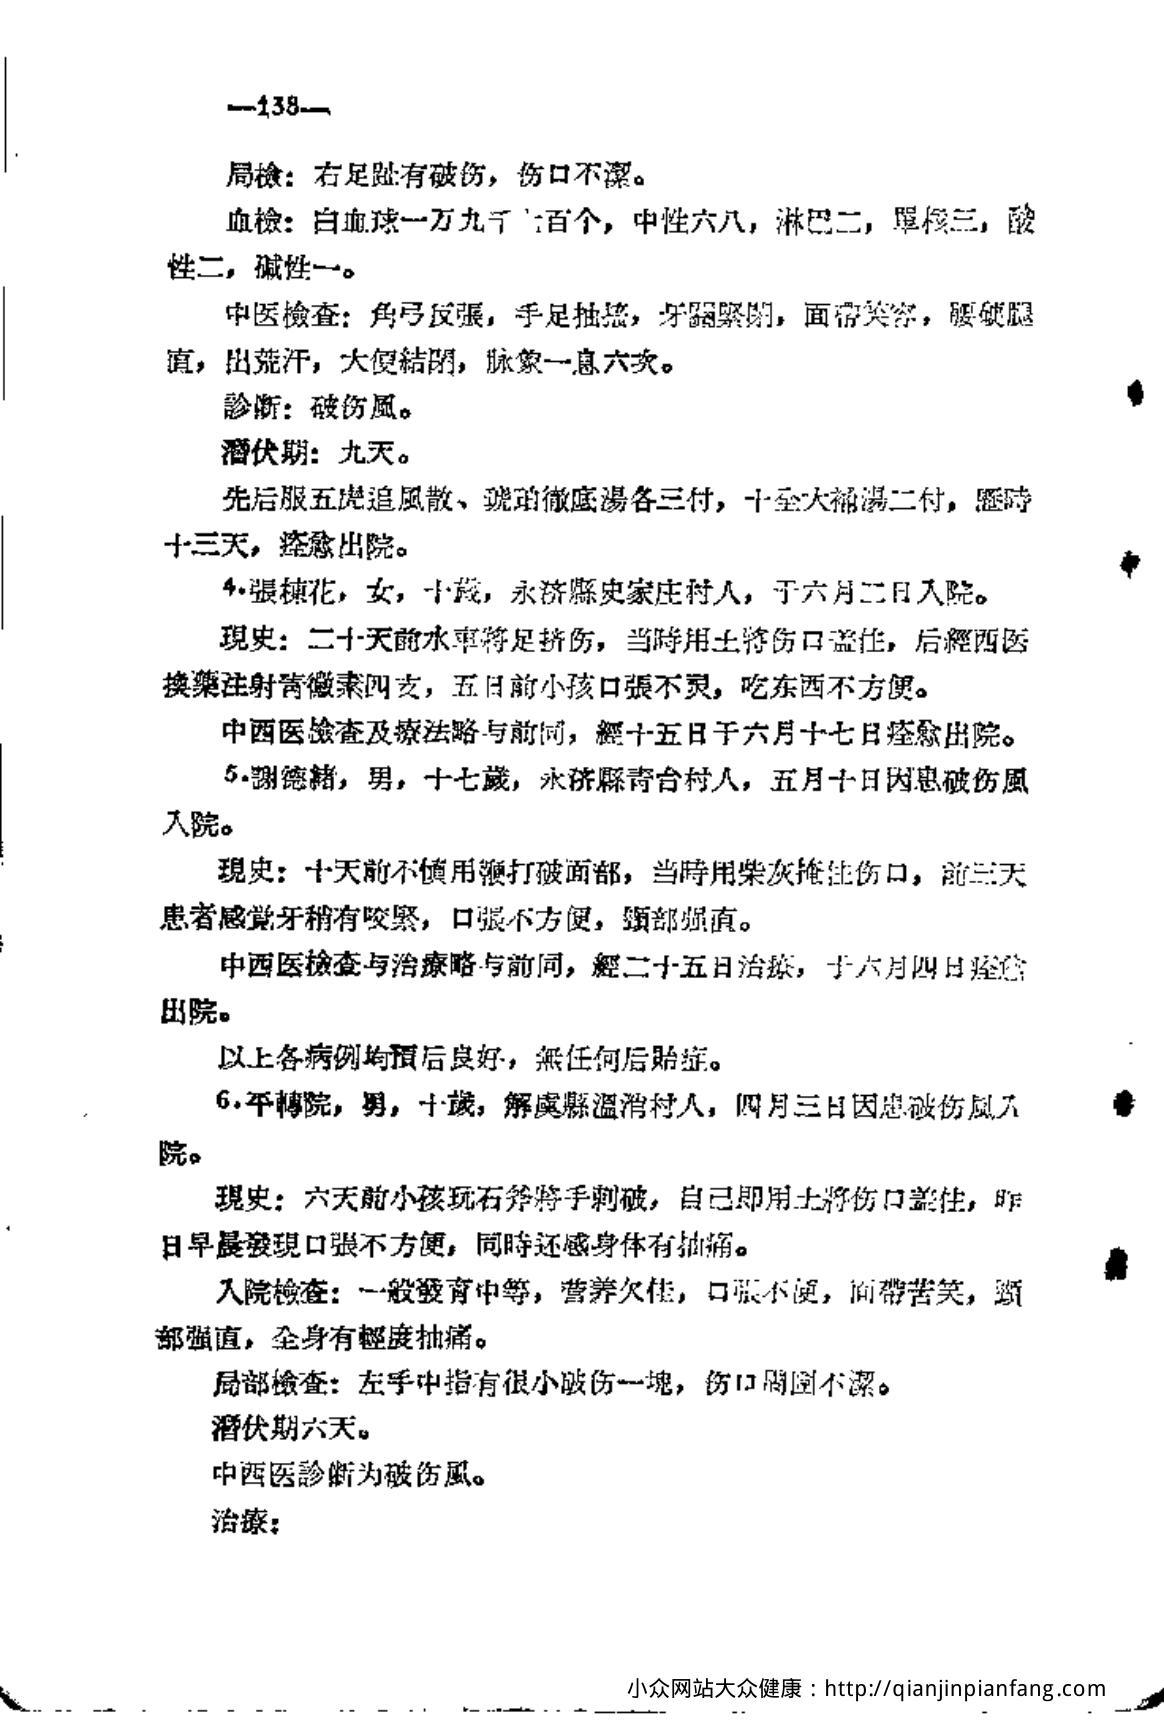 —138—
局檢：右足趾有破伤，伤口不潔。
血檢：白血球一万九千 百个，中性六八，淋巴二，單核三，酸
性二，碱性一。
中医檢查：角弓反張，手足抽搐，牙關緊閉，面帶笑容，腰硬腿
直，出荒汗，大便結閉，脉象一息六次。
診断：破伤風。
潛伏期：九天。
先后服五虎追風散、琥珀徹底湯各三付，十全大補湯二付，歷時
十三天，痊愈出院。
4.張 花，女，十歲，永济縣史家庄村人，于六月二日入院。
現史：二十天前水車將足挤伤，当時用土將伤口盖住，后經西医
換藥注射青黴素四支，五日前小孩口張不灵，吃东西不方便。
中西医檢查及療法略与前同，經十五日于六月十七日痊愈出院。
5.謝德緒，男，十七歲，永济縣青台村人，五月十日因患破伤風
入院。
現史：十天前不慎用鞭打破面部，当時用柴灰掩住伤口，前三天
患者感覚牙稍有咬緊，口張不方便，頸部强直。
中西医檢查与治療略与前同，經二十五日治療，于六月四日痊愈
出院。
以上各病例均預后良好，無任何后貽症。
6.平轉院，男，十歲，解虞縣溫 村人，四月三日因患破伤風入
院。
現史：六天前小孩玩石斧將手刺破，自己即用土將伤口盖住，昨
日早晨發現口張不方便，同時还感身体有抽痛。
入院檢查：一般發育中等，营养欠佳，口張不便，面帶苦笑，頸
部强直，全身有輕度抽痛。
局部檢查：左手中指有很小破伤一塊，伤口周圍不潔。
潛伏期六天。
中西医診断为破伤風。
治療：
小众网站大众健康：http://qianjinpianfang.com